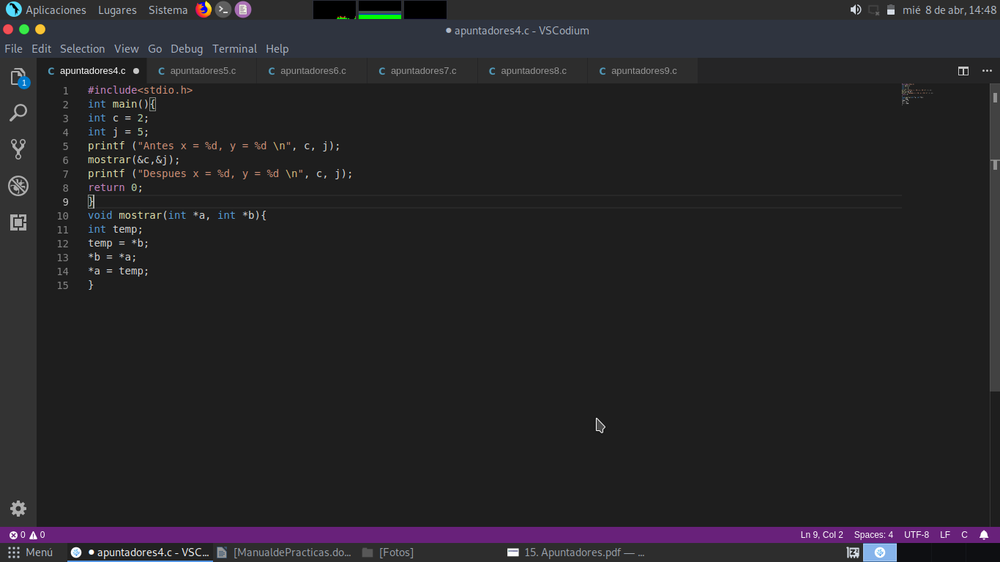 Aplicaciones Lugares Sistema mié 8 de abr, 14:48
● apuntadores4.c - VSCodium
File Edit Selection View Go Debug Terminal Help
C apuntadores4.c ● C apuntadores5.c C apuntadores6.c C apuntadores7.c C apuntadores8.c C apuntadores9.c
1
1 #include<stdio.h>
2 int main(){
3 int c = 2;
4 int j = 5;
5 printf ("Antes x = %d, y = %d \n", c, j);
6 mostrar(&c,&j);
7 printf ("Despues x = %d, y = %d \n", c, j);
8 return 0;
9 }
10 void mostrar(int *a, int *b){
11 int temp;
12 temp = *b;
13 *b = *a;
14 *a = temp;
15 }
0 0 Ln 9, Col 2 Spaces: 4 UTF-8 LF C
Menú ● apuntadores4.c - VSC... [ManualdePracticas.do... [Fotos] 15. Apuntadores.pdf — ...